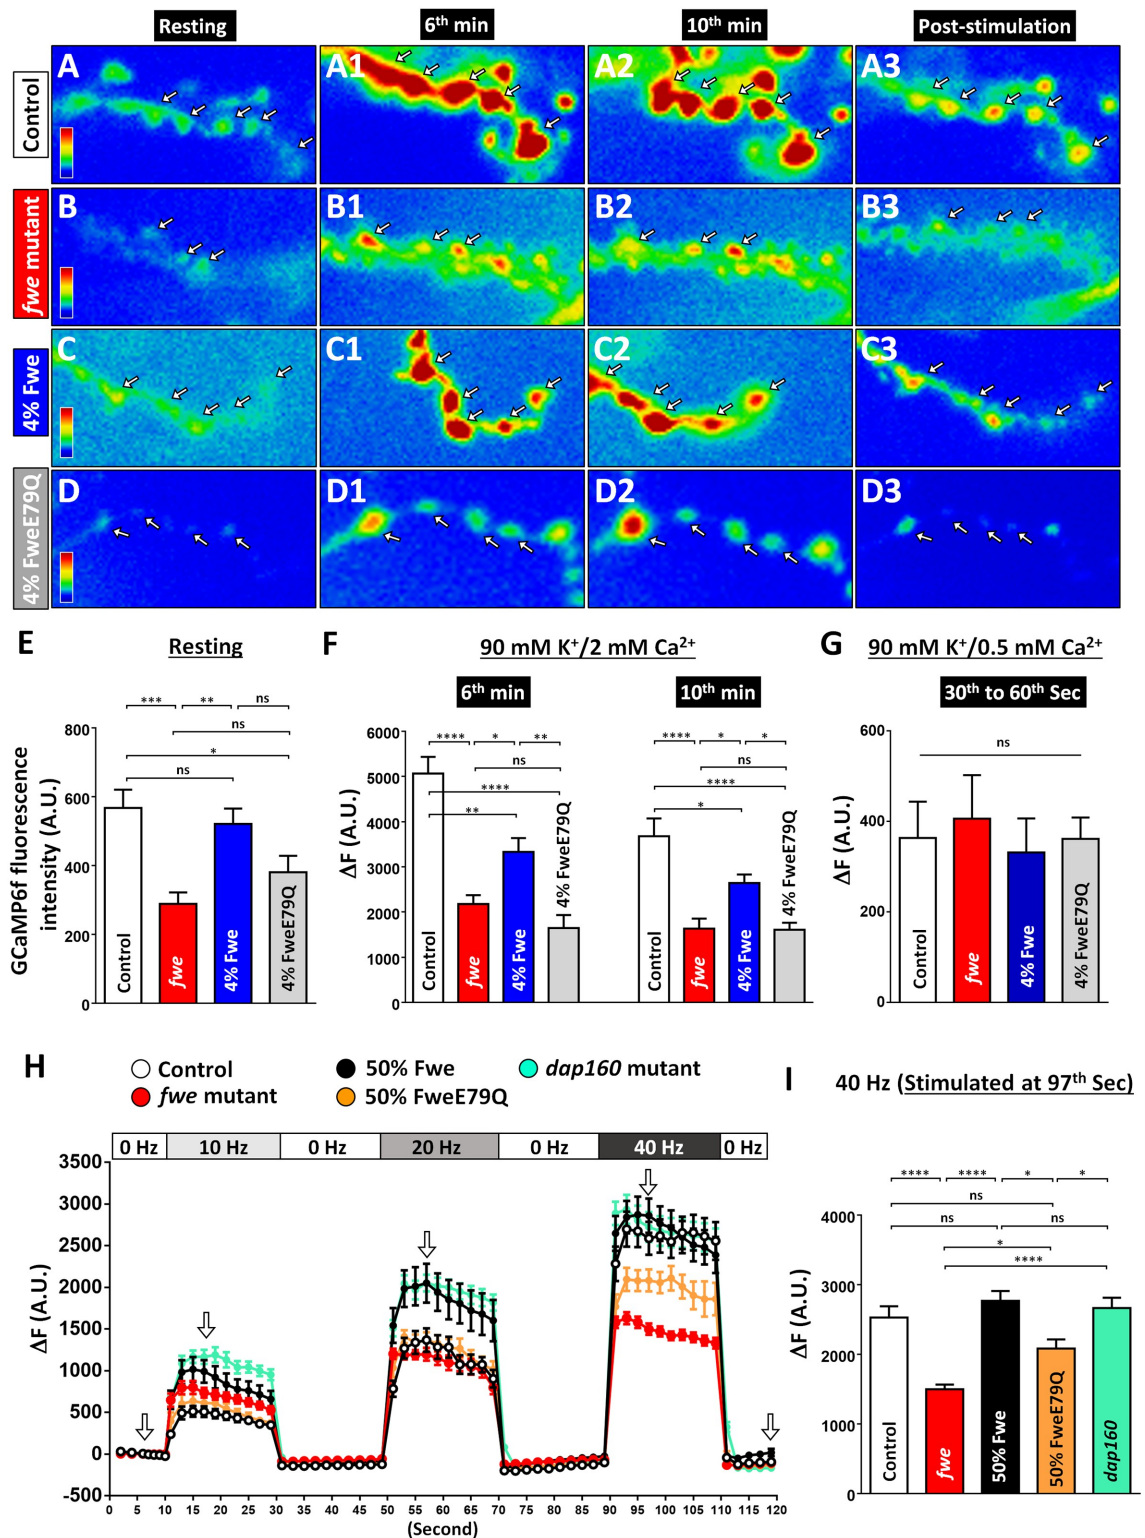 Resting
6th min
10th min
Post-stimulation
Control
A
A1
A2
A3
fwe mutant
B
B1
B2
B3
4% Fwe
C
C1
C2
C3
4% FweE79Q
D
D1
D2
D3
E
Resting
*** ** ns
ns
*
ns
GCaMP6f fluorescence
intensity (A.U.)
800
600
400
200
0
Control
fwe
4% Fwe
4% FweE79Q
F
90 mM K⁺/2 mM Ca²⁺
6th min
10th min
ΔF (A.U.)
6000
5000
4000
3000
2000
1000
0
**** * **
ns
****
**
Control
fwe
4% Fwe
4% FweE79Q
**** * *
ns
****
*
Control
fwe
4% Fwe
4% FweE79Q
G
90 mM K⁺/0.5 mM Ca²⁺
30th to 60th Sec
ns
ΔF (A.U.)
600
400
200
0
Control
fwe
4% Fwe
4% FweE79Q
H
Control
50% Fwe
dap160 mutant
fwe mutant
50% FweE79Q
0 Hz 10 Hz 0 Hz 20 Hz 0 Hz 40 Hz 0 Hz
ΔF (A.U.)
3500
3000
2500
2000
1500
1000
500
0
-500
0 2 5 10 15 20 25 30 35 40 45 50 55 60 65 70 75 80 85 90 95 100 105 110 115 120
(Second)
I
40 Hz (Stimulated at 97th Sec)
**** **** * *
ns
ns ns
*
****
ΔF (A.U.)
4000
3000
2000
1000
0
Control
fwe
50% Fwe
50% FweE79Q
dap160